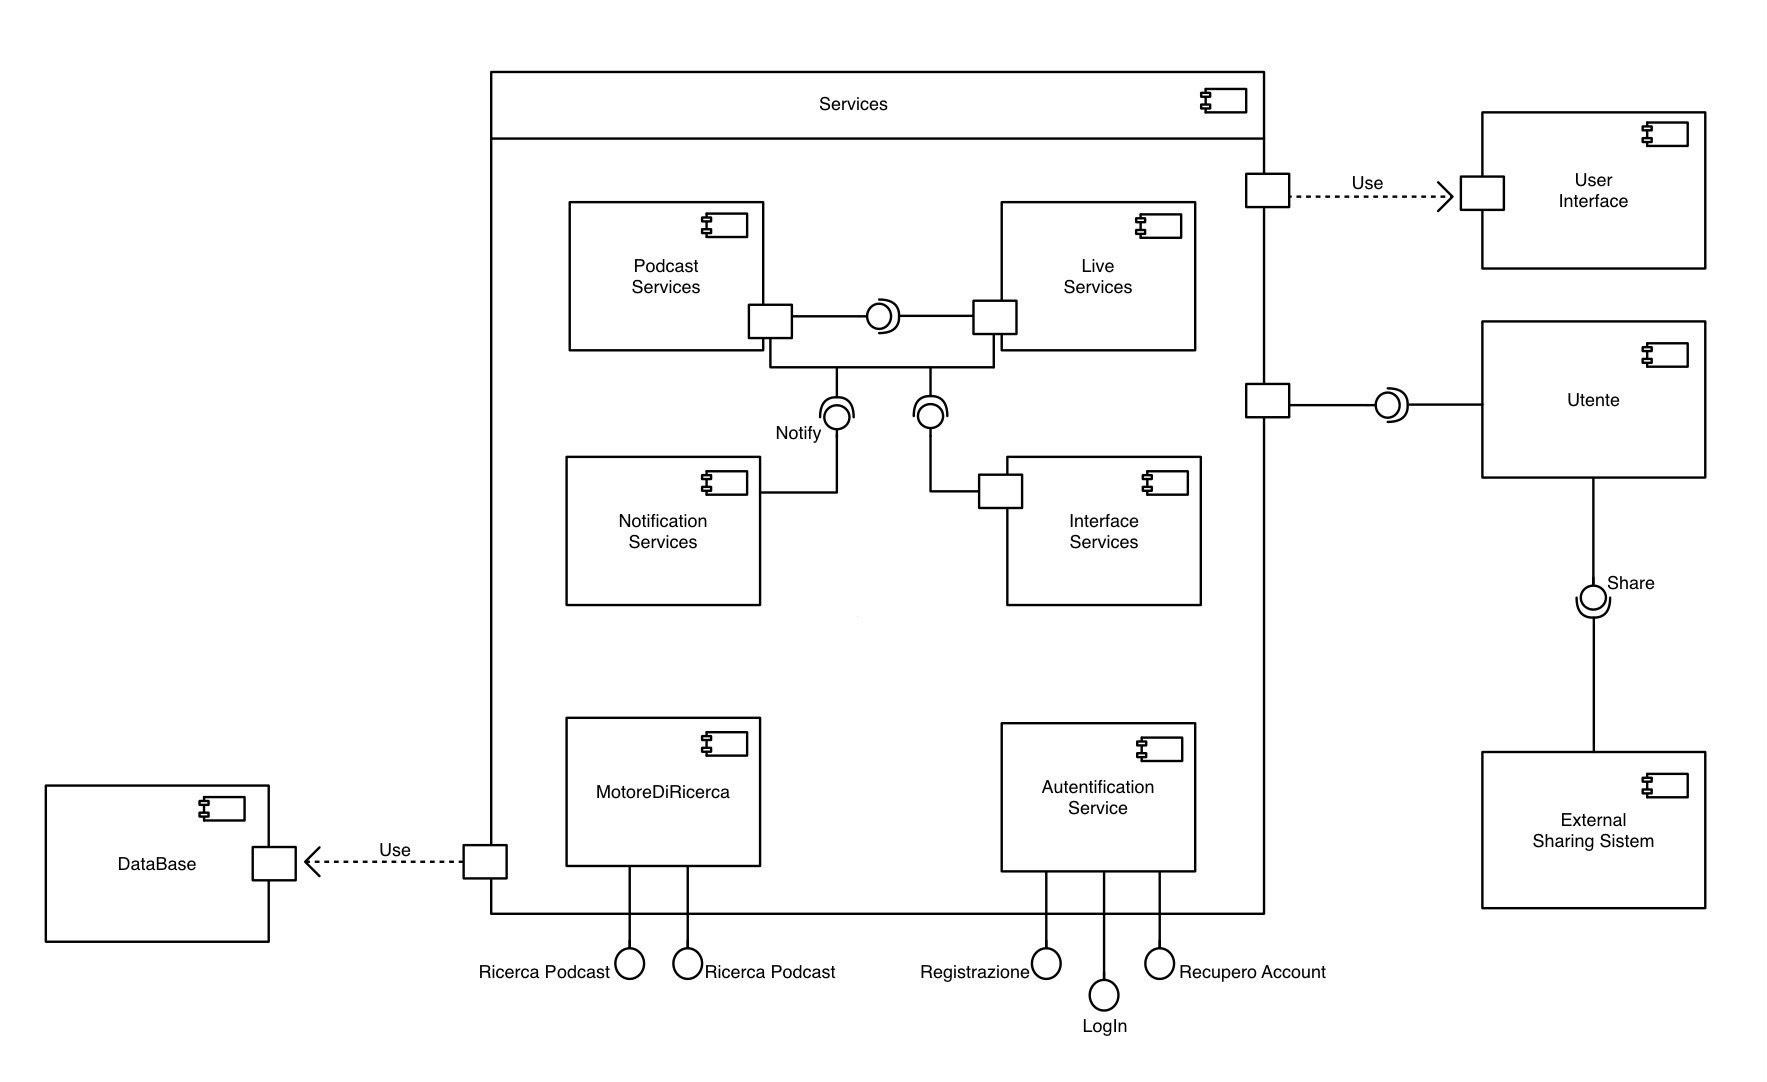 Services
Use
User
Interface
Podcast
Services
Live
Services
Utente
Notify
Notification
Services
Interface
Services
Share
MotoreDiRicerca
Autentification
Service
External
Sharing Sistem
DataBase
Use
Ricerca Podcast
Ricerca Podcast
Registrazione
Recupero Account
LogIn